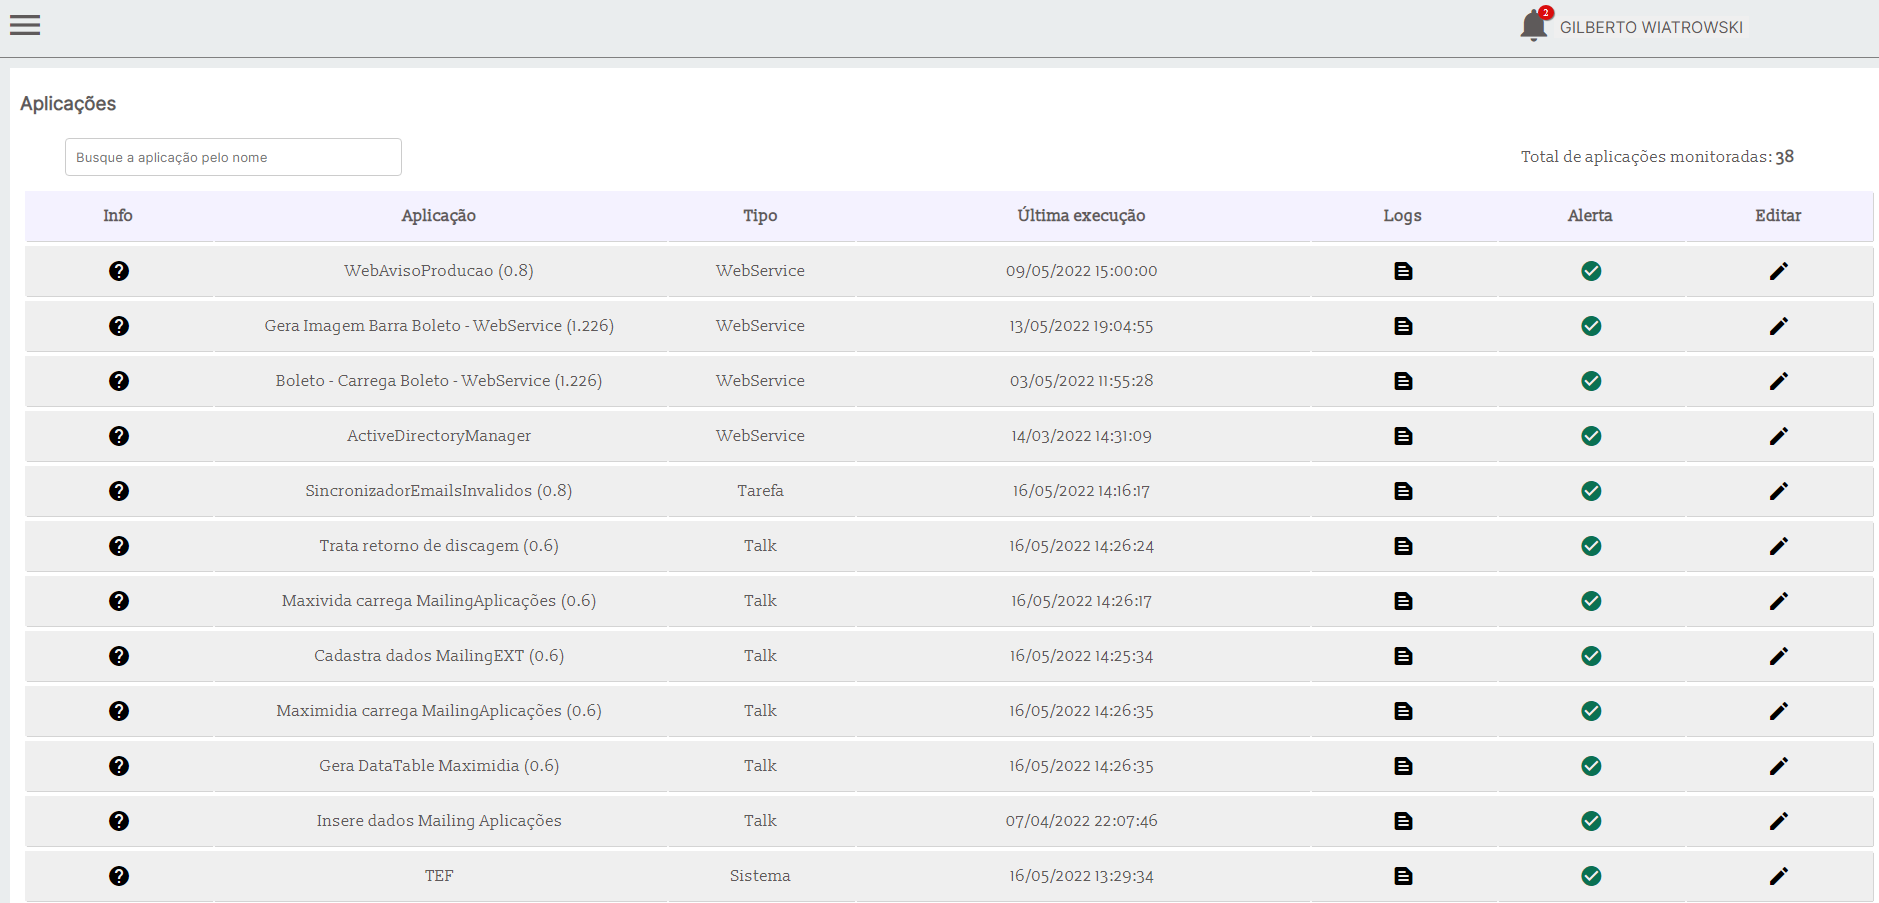 2
GILBERTO WIATROWSKI
Aplicações
Busque a aplicação pelo nome
Total de aplicações monitoradas: 38
Info Aplicação Tipo Última execução Logs Alerta Editar
WebAvisoProducao (0.8) WebService 09/05/2022 15:00:00
Gera Imagem Barra Boleto - WebService (1.226) WebService 13/05/2022 19:04:55
Boleto - Carrega Boleto - WebService (1.226) WebService 03/05/2022 11:55:28
ActiveDirectoryManager WebService 14/03/2022 14:31:09
SincronizadorEmailsInvalidos (0.8) Tarefa 16/05/2022 14:16:17
Trata retorno de discagem (0.6) Talk 16/05/2022 14:26:24
Maxivida carrega MailingAplicações (0.6) Talk 16/05/2022 14:26:17
Cadastra dados MailingEXT (0.6) Talk 16/05/2022 14:25:34
Maximidia carrega MailingAplicações (0.6) Talk 16/05/2022 14:26:35
Gera DataTable Maximidia (0.6) Talk 16/05/2022 14:26:35
Insere dados Mailing Aplicações Talk 07/04/2022 22:07:46
TEF Sistema 16/05/2022 13:29:34